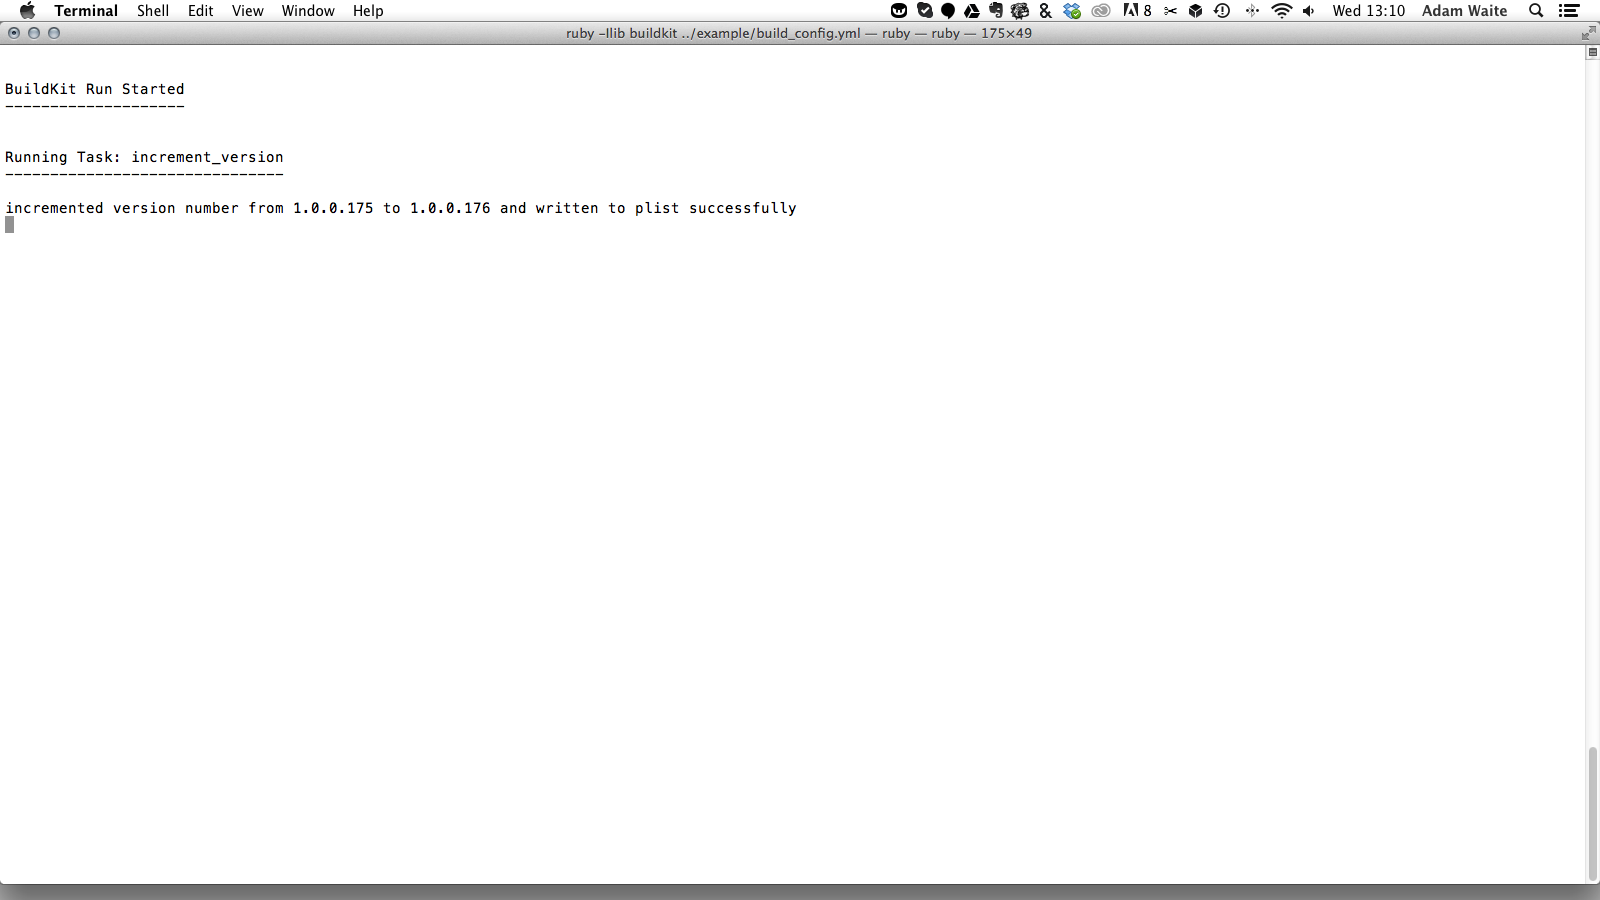 Terminal Shell Edit View Window Help 8 Wed 13:10 Adam Waite
ruby -Ilib buildkit ../example/build_config.yml — ruby — ruby — 175×49
BuildKit Run Started
--------------------
Running Task: increment_version
-------------------------------
incremented version number from 1.0.0.175 to 1.0.0.176 and written to plist successfully